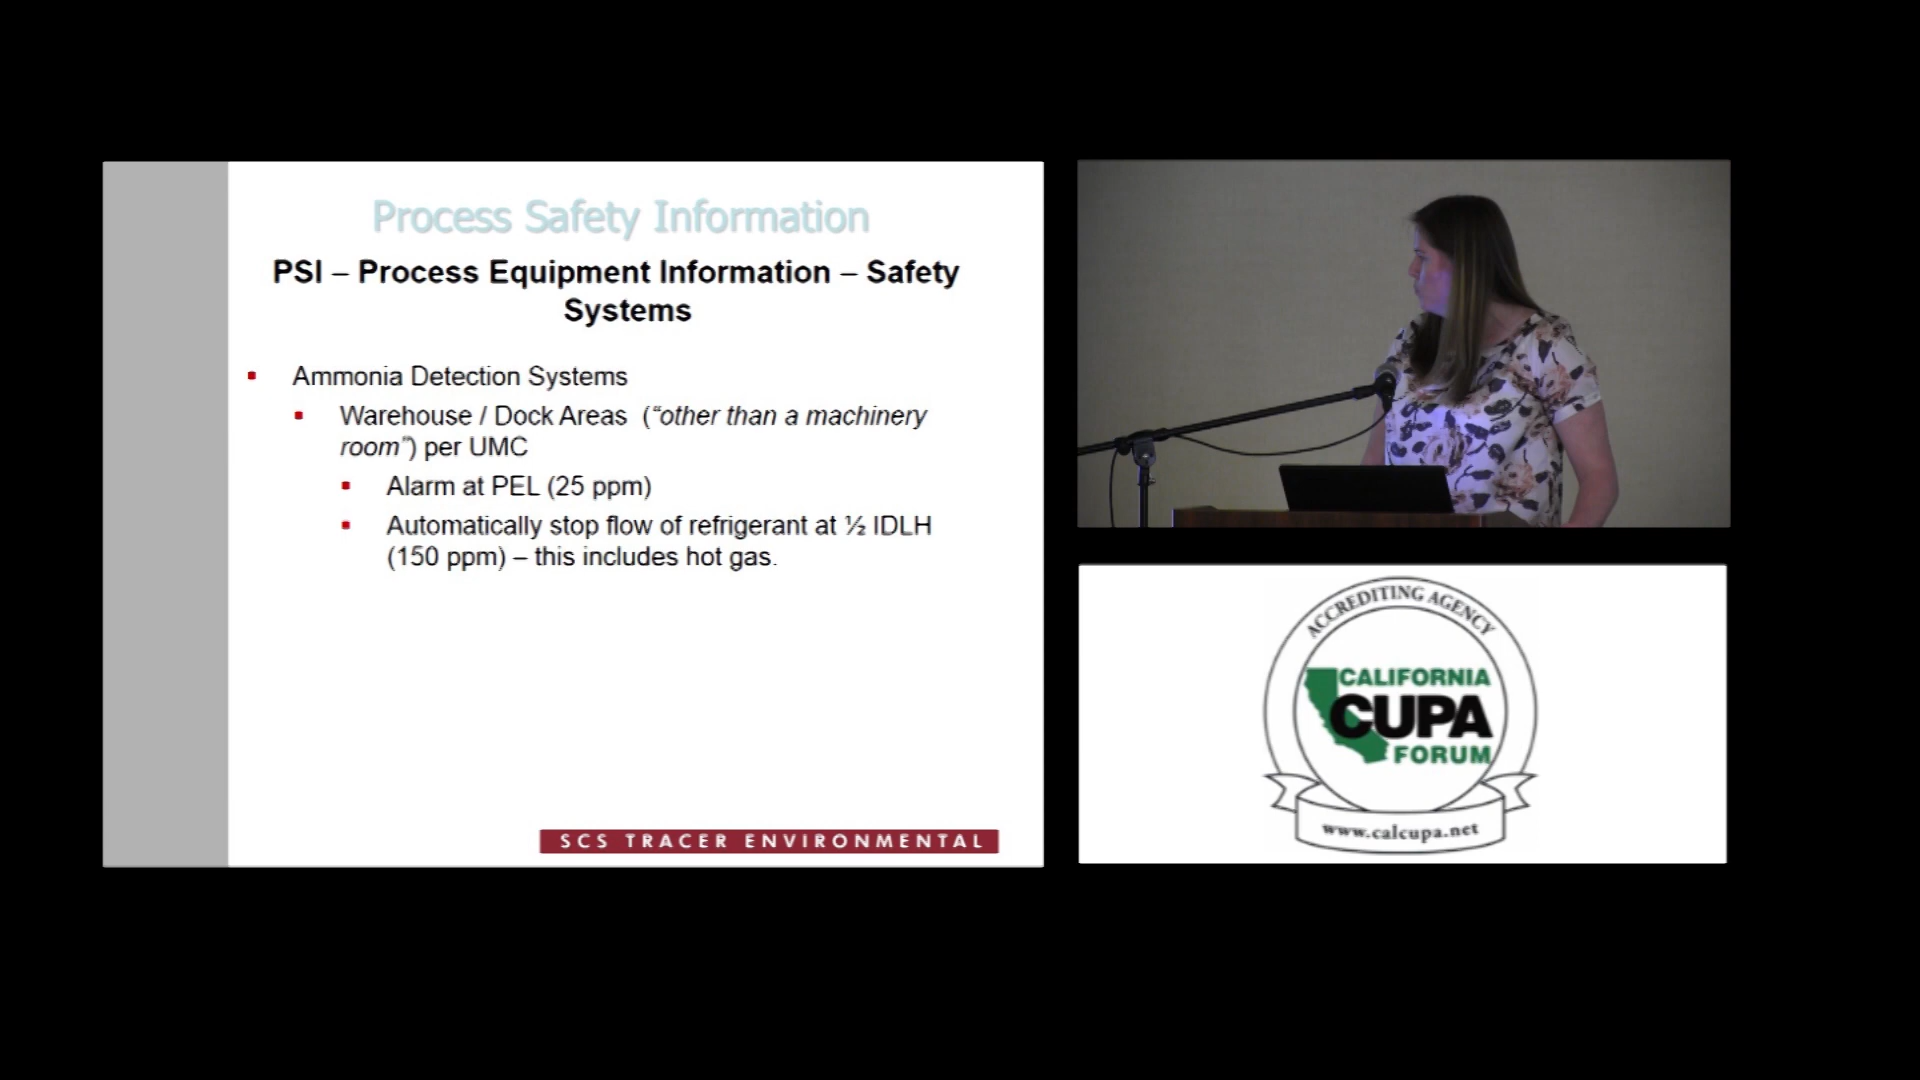 Process Safety Information
PSI – Process Equipment Information – Safety
Systems
Ammonia Detection Systems
Warehouse / Dock Areas (“other than a machinery
room”) per UMC
Alarm at PEL (25 ppm)
Automatically stop flow of refrigerant at ½ IDLH
(150 ppm) – this includes hot gas.
SCS TRACER ENVIRONMENTAL
ACCREDITING AGENCY
CALIFORNIA
CUPA
FORUM
www.calcupa.net